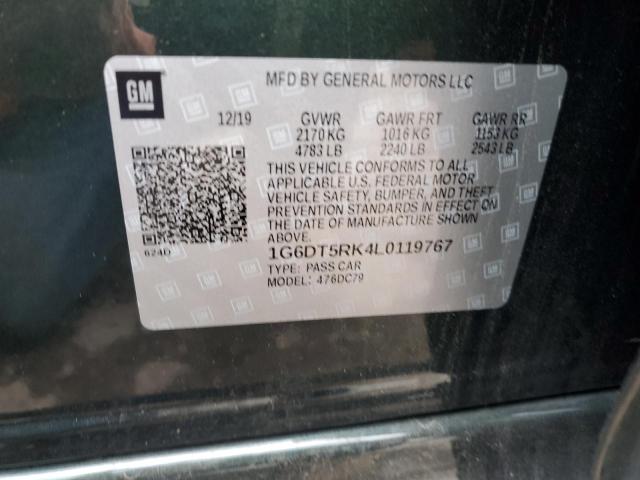 GM
MFD BY GENERAL MOTORS LLC
12/19 GVWR GAWR FRT GAWR RR
2170 KG 1016 KG 1153 KG
4783 LB 2240 LB 2543 LB
THIS VEHICLE CONFORMS TO ALL
APPLICABLE U.S. FEDERAL MOTOR
VEHICLE SAFETY, BUMPER, AND THEFT
PREVENTION STANDARDS IN EFFECT ON
THE DATE OF MANUFACTURE SHOWN
ABOVE.
624D
1G6DT5RK4L0119767
TYPE: PASS CAR
MODEL: 476DC79